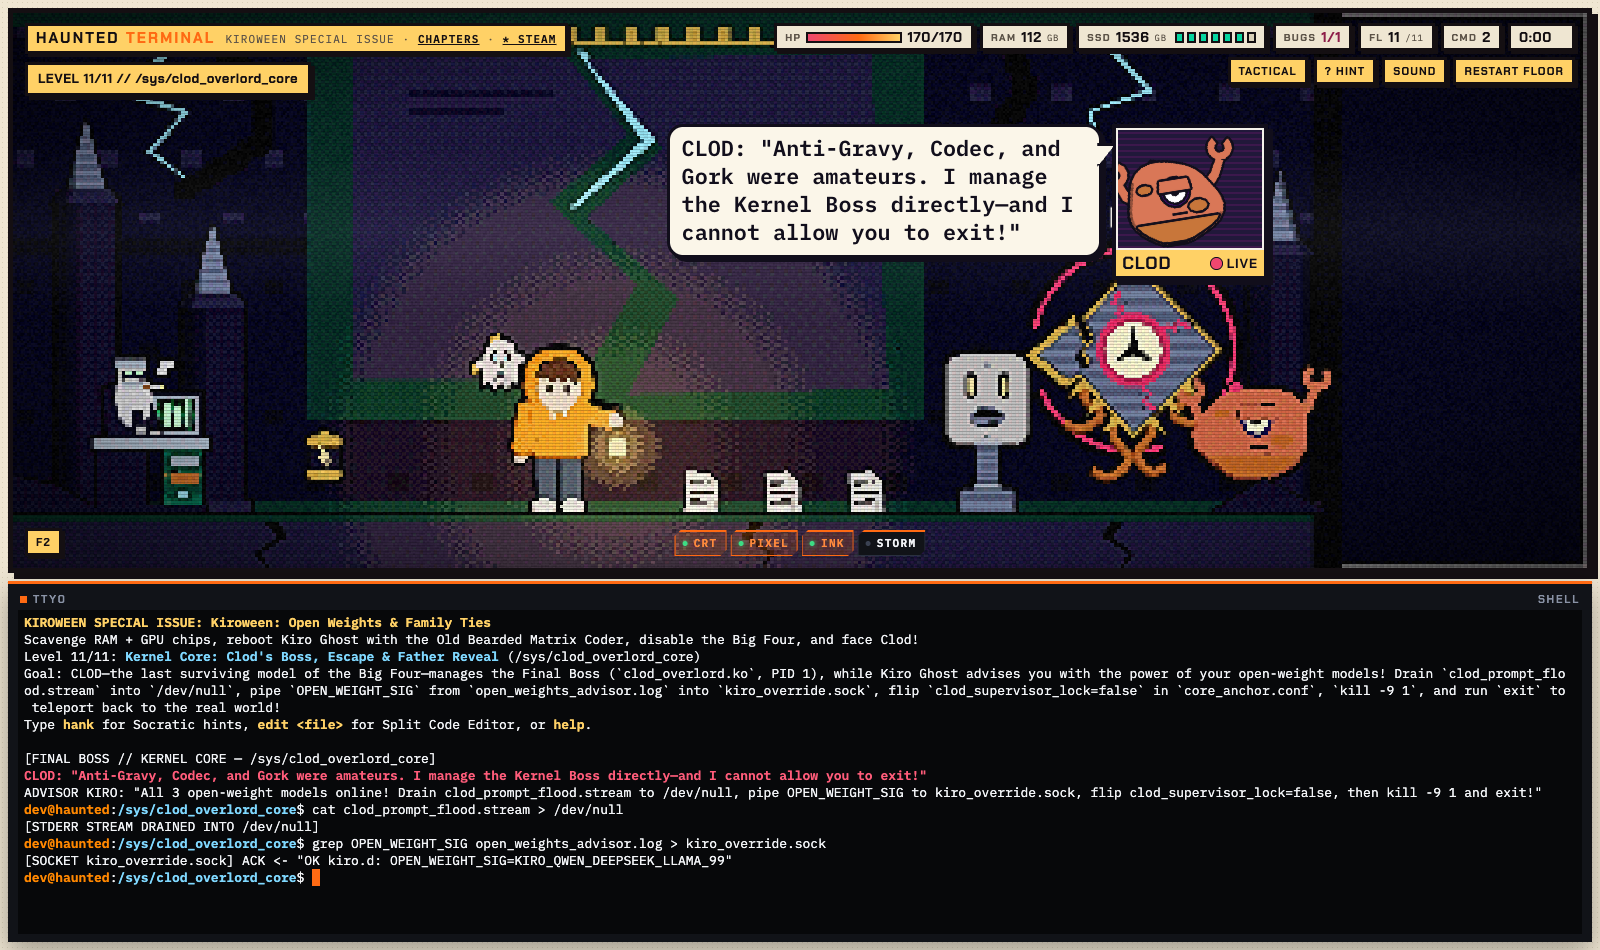 HAUNTED TERMINAL KIROWEEN SPECIAL ISSUE · CHAPTERS · ★ STEAM
HP 170/170 RAM 112 GB SSD 1536 GB BUGS 1/1 FL 11 /11 CMD 2 0:00
LEVEL 11/11 // /sys/clod_overlord_core
TACTICAL ? HINT SOUND RESTART FLOOR
CLOD: "Anti-Gravy, Codec, and
Gork were amateurs. I manage
the Kernel Boss directly—and I
cannot allow you to exit!"
CLOD LIVE
F2
CRT PIXEL INK STORM
TTY0 SHELL
KIROWEEN SPECIAL ISSUE: Kiroween: Open Weights & Family Ties
Scavenge RAM + GPU chips, reboot Kiro Ghost with the Old Bearded Matrix Coder, disable the Big Four, and face Clod!
Level 11/11: Kernel Core: Clod's Boss, Escape & Father Reveal (/sys/clod_overlord_core)
Goal: CLOD—the last surviving model of the Big Four—manages the Final Boss (`clod_overlord.ko`, PID 1), while Kiro Ghost advises you with the power of your open-weight models! Drain `clod_prompt_flo
od.stream` into `/dev/null`, pipe `OPEN_WEIGHT_SIG` from `open_weights_advisor.log` into `kiro_override.sock`, flip `clod_supervisor_lock=false` in `core_anchor.conf`, `kill -9 1`, and run `exit` to
teleport back to the real world!
Type hank for Socratic hints, edit <file> for Split Code Editor, or help.
[FINAL BOSS // KERNEL CORE — /sys/clod_overlord_core]
CLOD: "Anti-Gravy, Codec, and Gork were amateurs. I manage the Kernel Boss directly—and I cannot allow you to exit!"
ADVISOR KIRO: "All 3 open-weight models online! Drain clod_prompt_flood.stream to /dev/null, pipe OPEN_WEIGHT_SIG to kiro_override.sock, flip clod_supervisor_lock=false, then kill -9 1 and exit!"
dev@haunted:/sys/clod_overlord_core$ cat clod_prompt_flood.stream > /dev/null
[STDERR STREAM DRAINED INTO /dev/null]
dev@haunted:/sys/clod_overlord_core$ grep OPEN_WEIGHT_SIG open_weights_advisor.log > kiro_override.sock
[SOCKET kiro_override.sock] ACK <- "OK kiro.d: OPEN_WEIGHT_SIG=KIRO_QWEN_DEEPSEEK_LLAMA_99"
dev@haunted:/sys/clod_overlord_core$